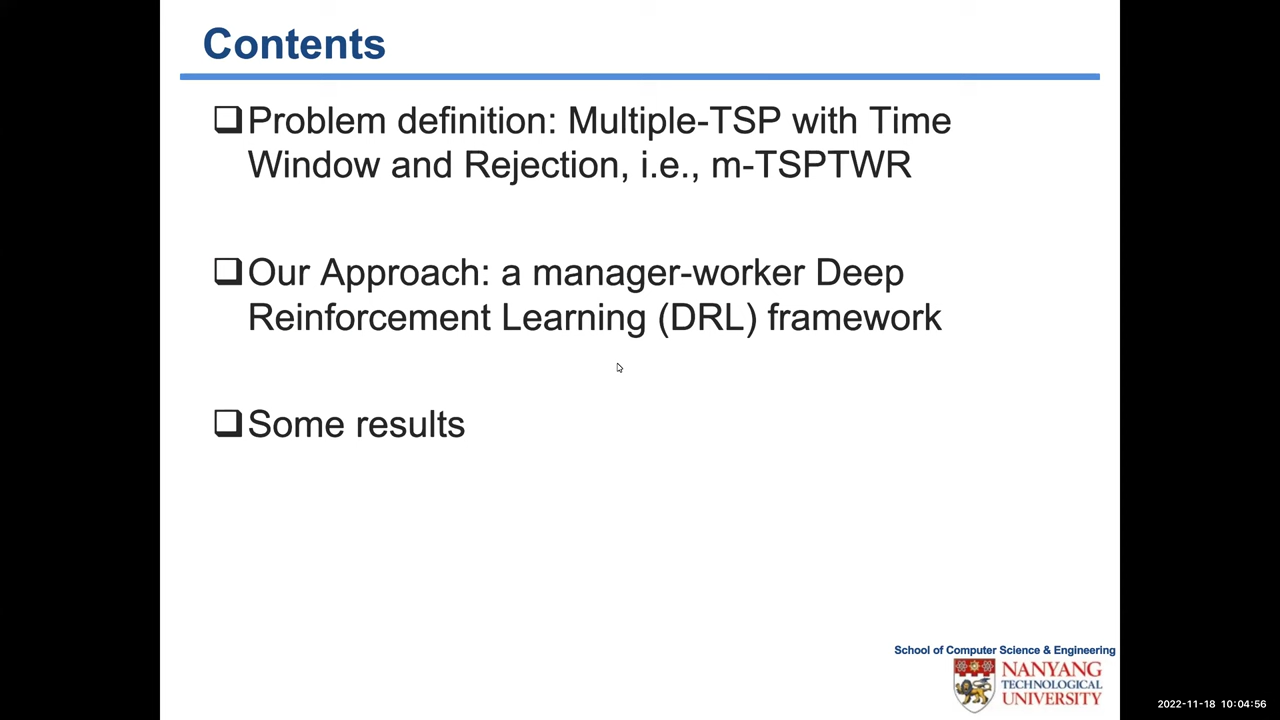 Contents
❑Problem definition: Multiple-TSP with Time
Window and Rejection, i.e., m-TSPTWR
❑Our Approach: a manager-worker Deep
Reinforcement Learning (DRL) framework
❑Some results
School of Computer Science & Engineering
NANYANG
TECHNOLOGICAL
UNIVERSITY
2022-11-18 10:04:56